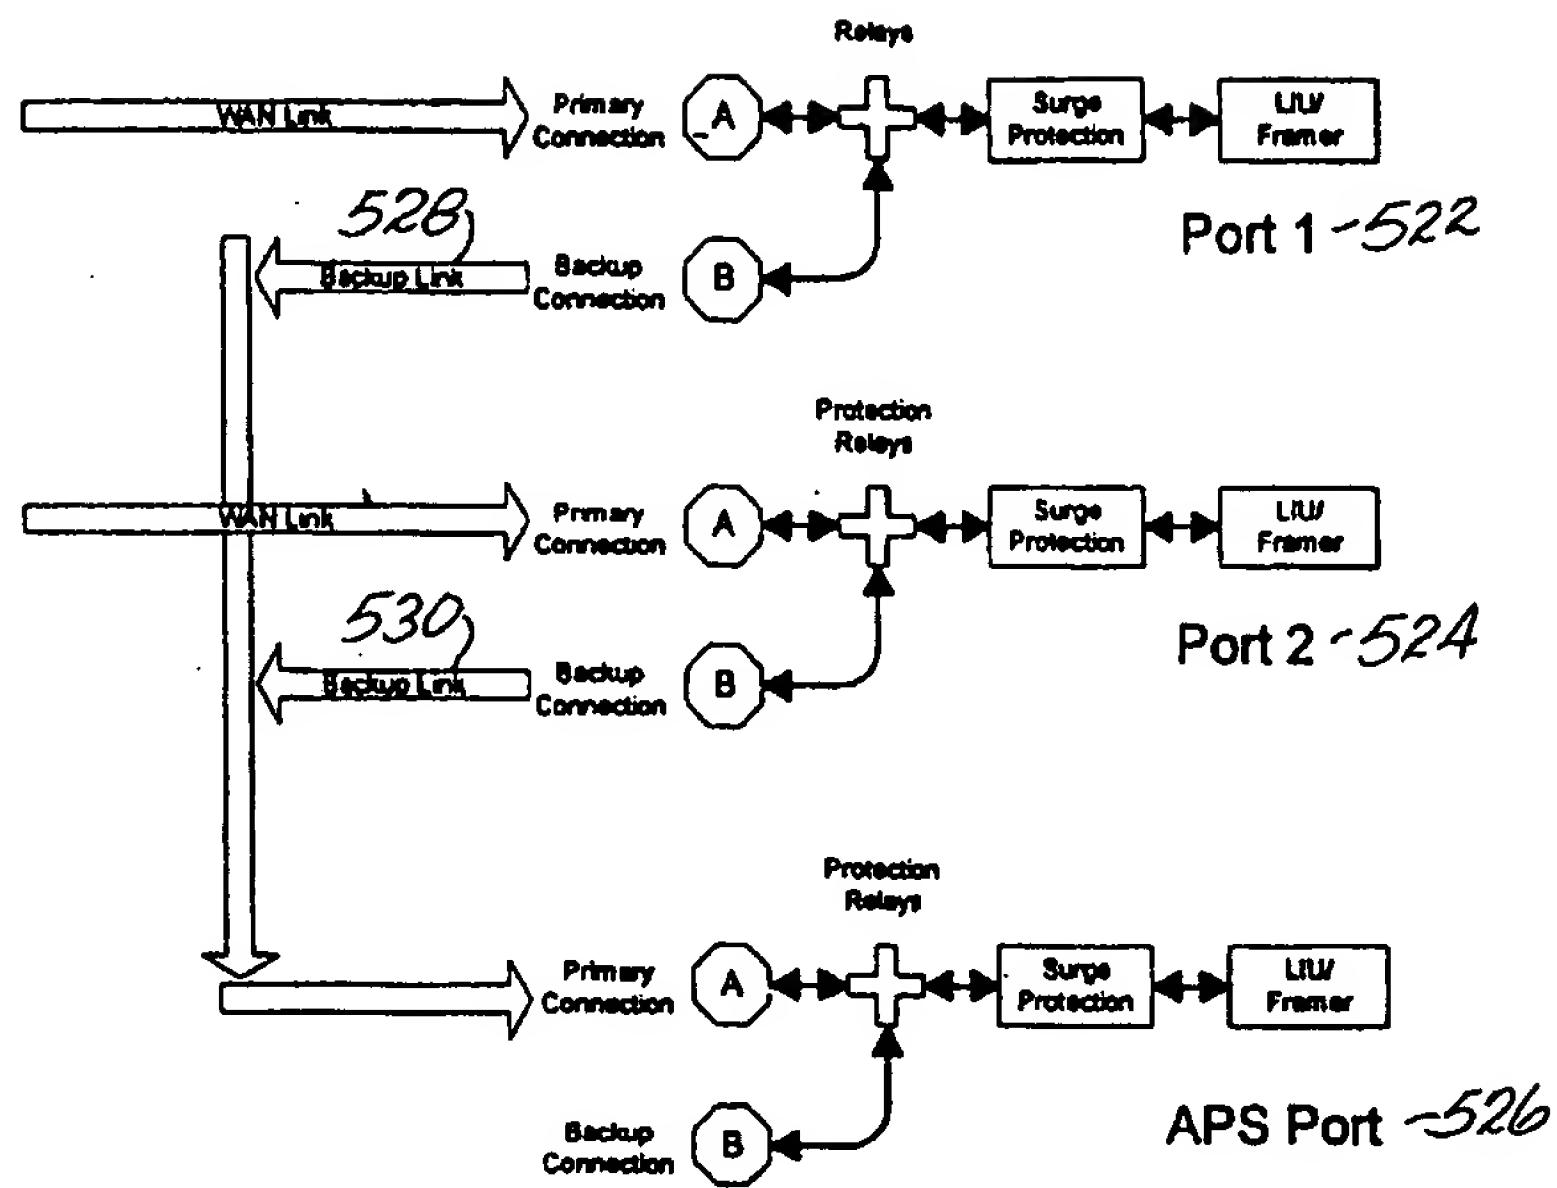 Relays
WAN Link
Primary
Connection
A
Surge
Protection
LIU/
Framer
528
Port 1 -522
Backup Link
Backup
Connection
B
Protection
Relays
WAN Link
Primary
Connection
A
Surge
Protection
LIU/
Framer
530
Port 2 -524
Backup Link
Backup
Connection
B
Protection
Relays
Primary
Connection
A
Surge
Protection
LIU/
Framer
APS Port -526
Backup
Connection
B